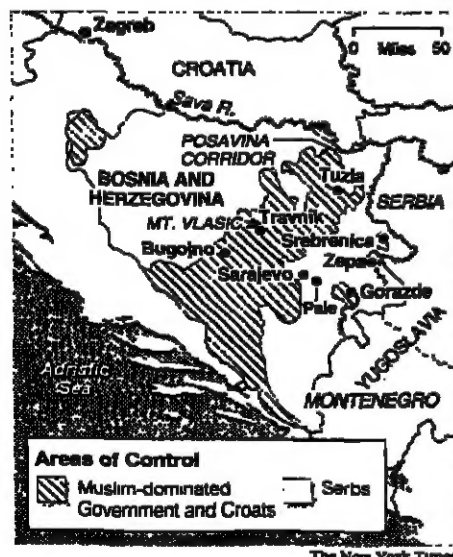 Zagreb
0 Miles 50
CROATIA
Sava R.
POSAVINA
CORRIDOR
Tuzla
BOSNIA AND
HERZEGOVINA
SERBIA
MT. VLASIC
Travnik
Srebrenica
Bugojno
Zepa
Sarajevo
Gorazde
Pale
Adriatic
Sea
YUGOSLAVIA
MONTENEGRO
Areas of Control
Muslim-dominated
Government and Croats
Serbs
The New York Times